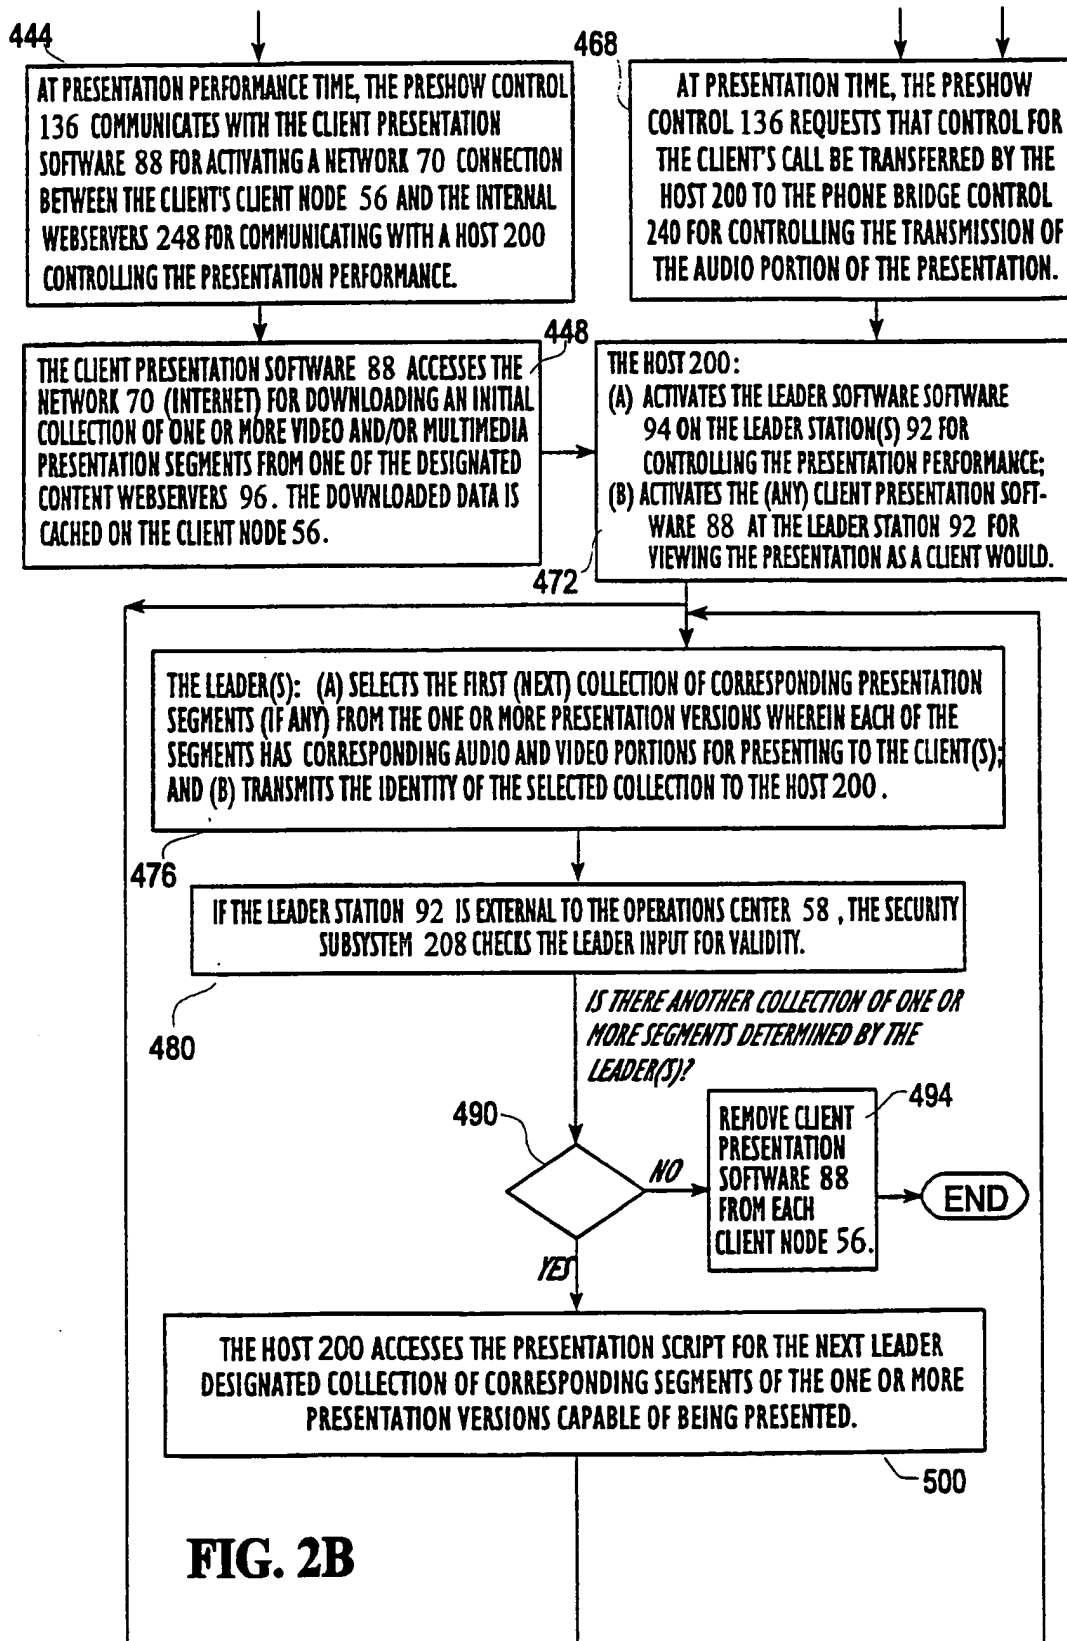 444
AT PRESENTATION PERFORMANCE TIME, THE PRESHOW CONTROL
136 COMMUNICATES WITH THE CLIENT PRESENTATION
SOFTWARE 88 FOR ACTIVATING A NETWORK 70 CONNECTION
BETWEEN THE CLIENT'S CLIENT NODE 56 AND THE INTERNAL
WEBSERVERS 248 FOR COMMUNICATING WITH A HOST 200
CONTROLLING THE PRESENTATION PERFORMANCE.
468
AT PRESENTATION TIME, THE PRESHOW
CONTROL 136 REQUESTS THAT CONTROL FOR
THE CLIENT'S CALL BE TRANSFERRED BY THE
HOST 200 TO THE PHONE BRIDGE CONTROL
240 FOR CONTROLLING THE TRANSMISSION OF
THE AUDIO PORTION OF THE PRESENTATION.
448
THE CLIENT PRESENTATION SOFTWARE 88 ACCESSES THE
NETWORK 70 (INTERNET) FOR DOWNLOADING AN INITIAL
COLLECTION OF ONE OR MORE VIDEO AND/OR MULTIMEDIA
PRESENTATION SEGMENTS FROM ONE OF THE DESIGNATED
CONTENT WEBSERVERS 96. THE DOWNLOADED DATA IS
CACHED ON THE CLIENT NODE 56.
THE HOST 200:
(A) ACTIVATES THE LEADER SOFTWARE SOFTWARE
94 ON THE LEADER STATION(S) 92 FOR
CONTROLLING THE PRESENTATION PERFORMANCE;
(B) ACTIVATES THE (ANY) CLIENT PRESENTATION SOFT-
WARE 88 AT THE LEADER STATION 92 FOR
VIEWING THE PRESENTATION AS A CLIENT WOULD.
472
THE LEADER(S): (A) SELECTS THE FIRST (NEXT) COLLECTION OF CORRESPONDING PRESENTATION
SEGMENTS (IF ANY) FROM THE ONE OR MORE PRESENTATION VERSIONS WHEREIN EACH OF THE
SEGMENTS HAS CORRESPONDING AUDIO AND VIDEO PORTIONS FOR PRESENTING TO THE CLIENT(S);
AND (B) TRANSMITS THE IDENTITY OF THE SELECTED COLLECTION TO THE HOST 200.
476
IF THE LEADER STATION 92 IS EXTERNAL TO THE OPERATIONS CENTER 58, THE SECURITY
SUBSYSTEM 208 CHECKS THE LEADER INPUT FOR VALIDITY.
480
IS THERE ANOTHER COLLECTION OF ONE OR
MORE SEGMENTS DETERMINED BY THE
LEADER(S)?
490
NO
YES
494
REMOVE CLIENT
PRESENTATION
SOFTWARE 88
FROM EACH
CLIENT NODE 56.
END
THE HOST 200 ACCESSES THE PRESENTATION SCRIPT FOR THE NEXT LEADER
DESIGNATED COLLECTION OF CORRESPONDING SEGMENTS OF THE ONE OR MORE
PRESENTATION VERSIONS CAPABLE OF BEING PRESENTED.
500
FIG. 2B